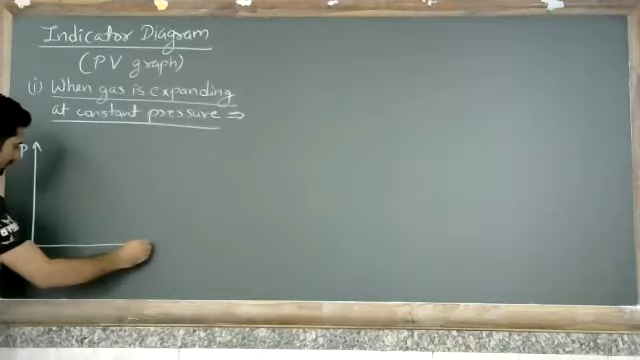 Indicator Diagram
(PV graph)
(i) When gas is expanding
at constant pressure ⇒
P